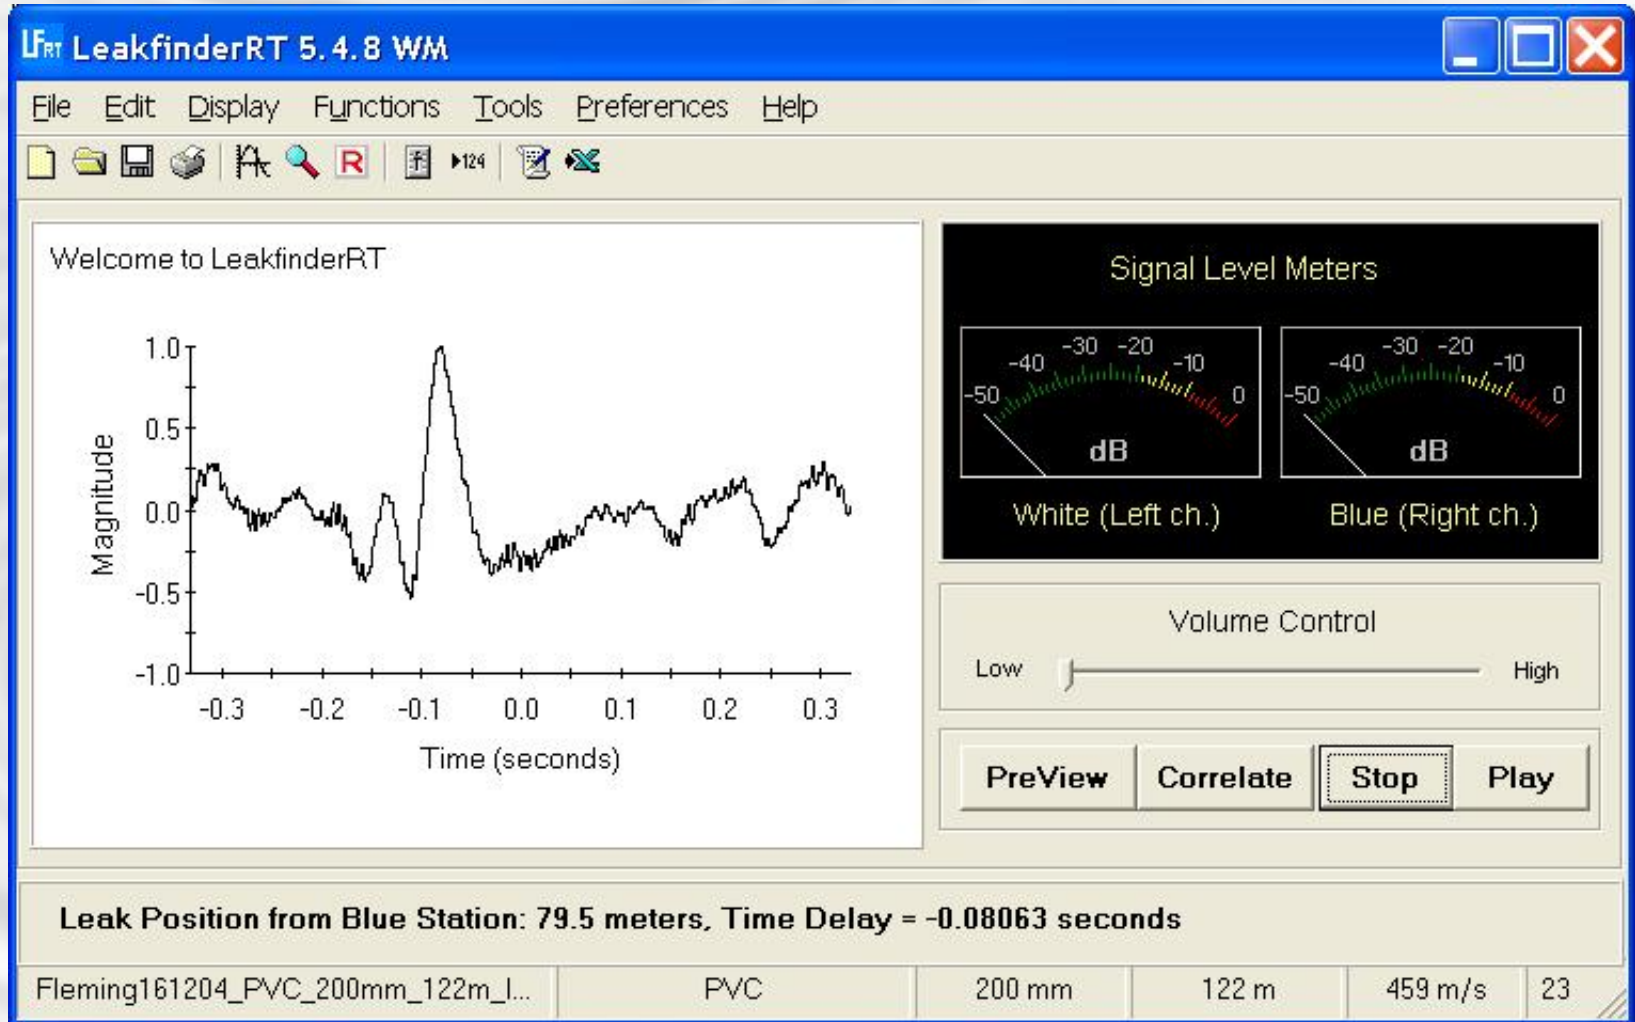 LFRT LeakfinderRT 5.4.8 WM
File Edit Display Functions Tools Preferences Help
R f 124
Welcome to LeakfinderRT
1.0
0.5
0.0
-0.5
-1.0
Magnitude
-0.3 -0.2 -0.1 0.0 0.1 0.2 0.3
Time (seconds)
Signal Level Meters
-50 -40 -30 -20 -10 0
dB
White (Left ch.)
-50 -40 -30 -20 -10 0
dB
Blue (Right ch.)
Volume Control
Low High
PreView Correlate Stop Play
Leak Position from Blue Station: 79.5 meters, Time Delay = -0.08063 seconds
Fleming161204_PVC_200mm_122m_l... PVC 200 mm 122 m 459 m/s 23